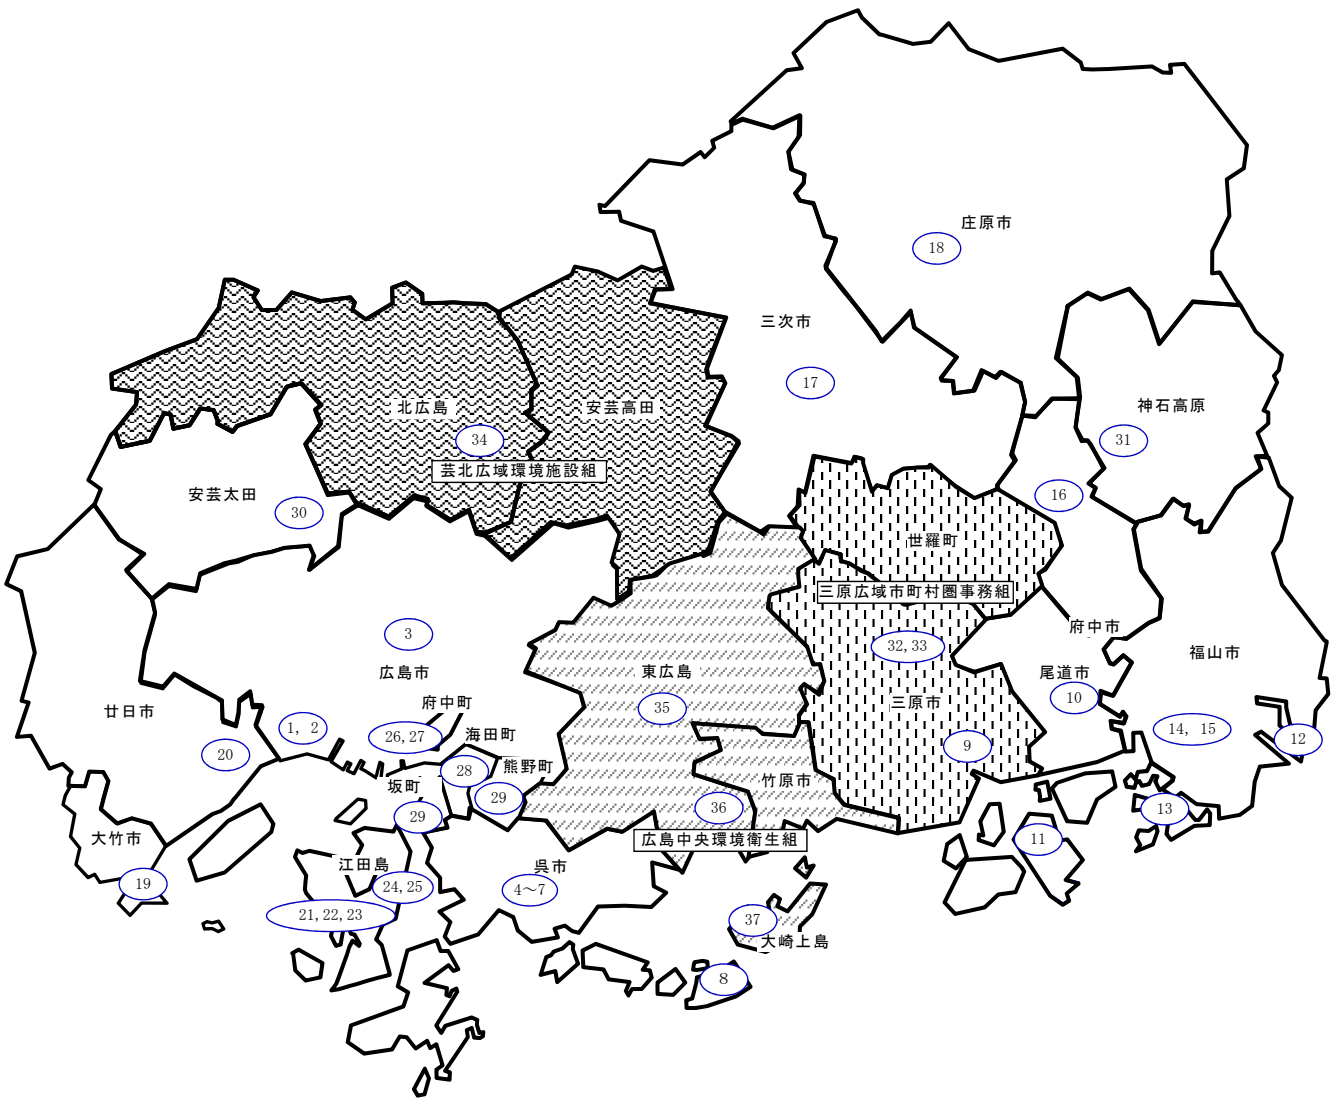 庄原市
18
三次市
17
神石高原
31
北広島
安芸高田
34
芸北広域環境施設組
安芸太田
30
16
世羅町
三原広域市町村圏事務組
府中市
3
32,33
広島市
東広島
尾道市
福山市
10
三原市
35
廿日市
府中町
1, 2
26,27
海田町
14, 15
12
20
9
28
熊野町
竹原市
坂町
29
29
36
13
大竹市
広島中央環境衛生組
11
江田島
呉市
19
24,25
4～7
21,22,23
37
大崎上島
8